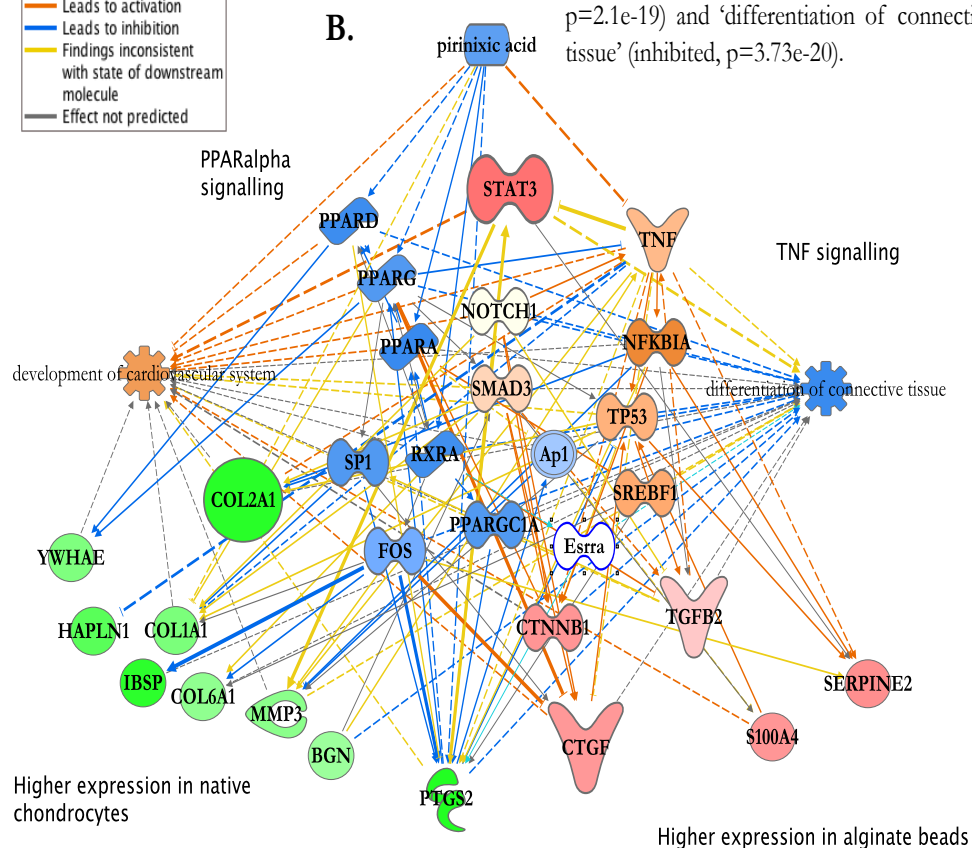 Leads to activation
Leads to inhibition
Findings inconsistent
with state of downstream
molecule
Effect not predicted
B.
p=2.1e-19) and ‘differentiation of connecti
tissue’ (inhibited, p=3.73e-20).
pirinixic acid
PPARalpha
signalling
STAT3
PPARD
TNF
TNF signalling
PPARG
NOTCH1
NFKBIA
PPARA
development of cardiovascular system
SMAD3
differentiation of connective tissue
TP53
SP1
RXRA
Ap1
COL2A1
SREBF1
PPARGC1A
FOS
Esrra
YWHAE
HAPLN1
COL1A1
CTNNB1
TGFB2
IBSP
COL6A1
SERPINE2
MMP3
BGN
CTGF
S100A4
PTGS2
Higher expression in native
chondrocytes
Higher expression in alginate beads